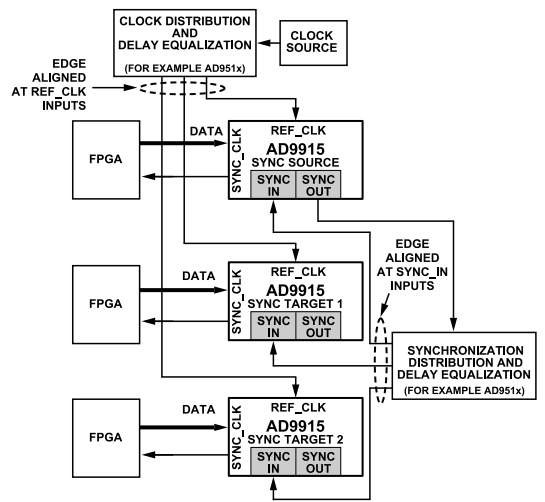 CLOCK DISTRIBUTION
AND
DELAY EQUALIZATION
(FOR EXAMPLE AD951x)
CLOCK
SOURCE
EDGE
ALIGNED
AT REF_CLK
INPUTS
FPGA
DATA
SYNC_CLK
REF_CLK
AD9915
SYNC SOURCE
SYNC
IN
SYNC
OUT
EDGE
ALIGNED
AT SYNC_IN
INPUTS
FPGA
DATA
SYNC_CLK
REF_CLK
AD9915
SYNC TARGET 1
SYNC
IN
SYNC
OUT
SYNCHRONIZATION
DISTRIBUTION AND
DELAY EQUALIZATION
(FOR EXAMPLE AD951x)
FPGA
DATA
SYNC_CLK
REF_CLK
AD9915
SYNC TARGET 2
SYNC
IN
SYNC
OUT